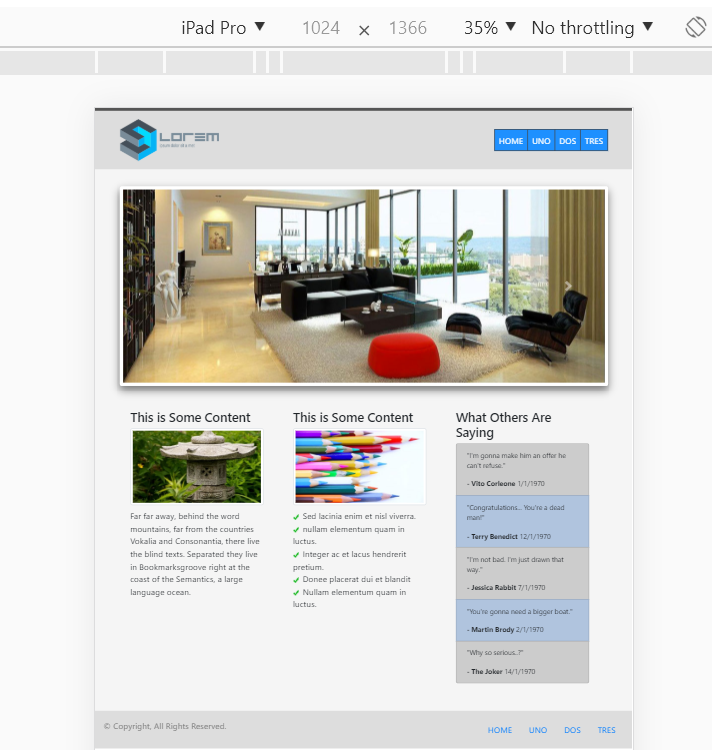 iPad Pro ▼ 1024 × 1366 35% ▼ No throttling ▼
LOREM
HOME UNO DOS TRES
This is Some Content
Far far away, behind the word
mountains, far from the countries
Vokalia and Consonantia, there live
the blind texts. Separated they live
in Bookmarksgroove right at the
coast of the Semantics, a large
language ocean.
This is Some Content
✔ Sed lacinia enim et nisl viverra.
✔ nullam elementum quam in
luctus.
✔ Integer ac et lacus hendrerit
pretium.
✔ Donee placerat dui et blandit
✔ Nullam elementum quam in
luctus.
What Others Are
Saying
"I'm gonna make him an offer he
can't refuse."
- Vito Corleone 1/1/1970
"Congratulations... You're a dead
man!"
- Terry Benedict 12/1/1970
"I'm not bad. I'm just drawn that
way."
- Jessica Rabbit 7/1/1970
"You're gonna need a bigger boat."
- Martin Brody 2/1/1970
"Why so serious..?"
- The Joker 14/1/1970
© Copyright, All Rights Reserved.
HOME UNO DOS TRES